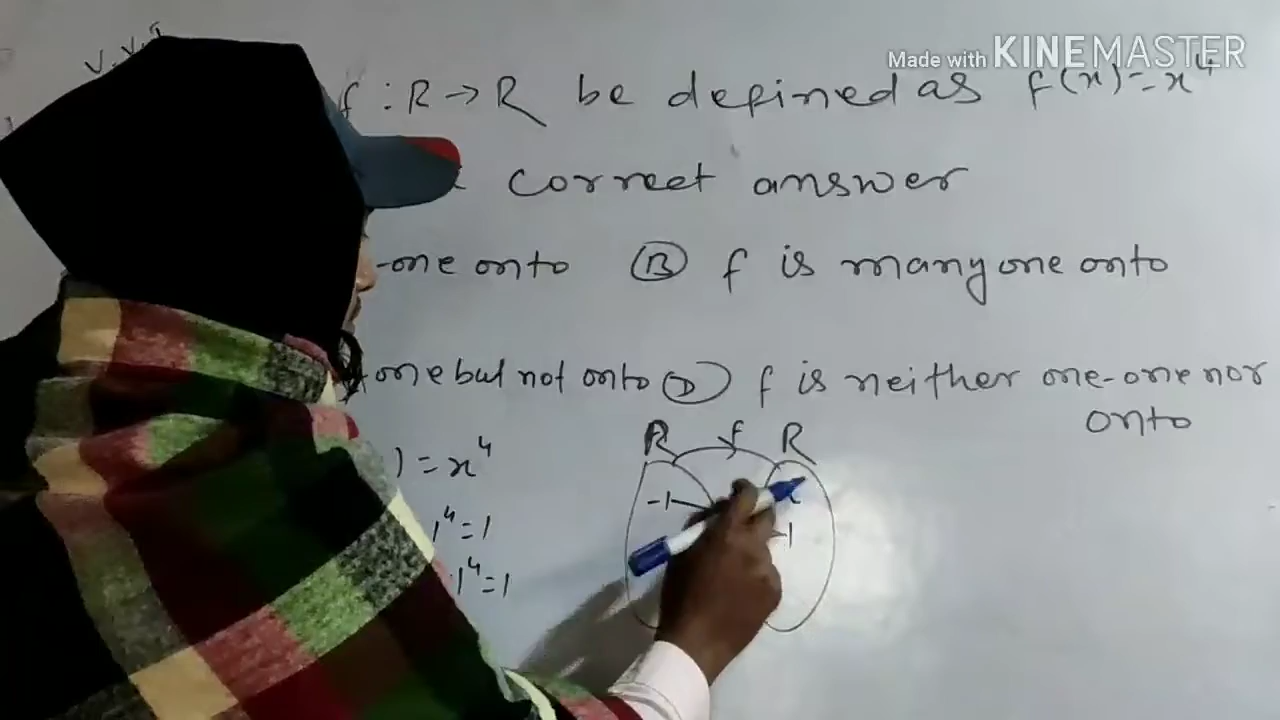 Made with KINEMASTER
f : R → R be defined as f(x) = x⁴
correct answer
-one onto Ⓑ f is many one onto
one but not onto Ⓓ f is neither one-one nor
onto
) = x⁴
R f R
-1
1⁴ = 1
1
1⁴ = 1